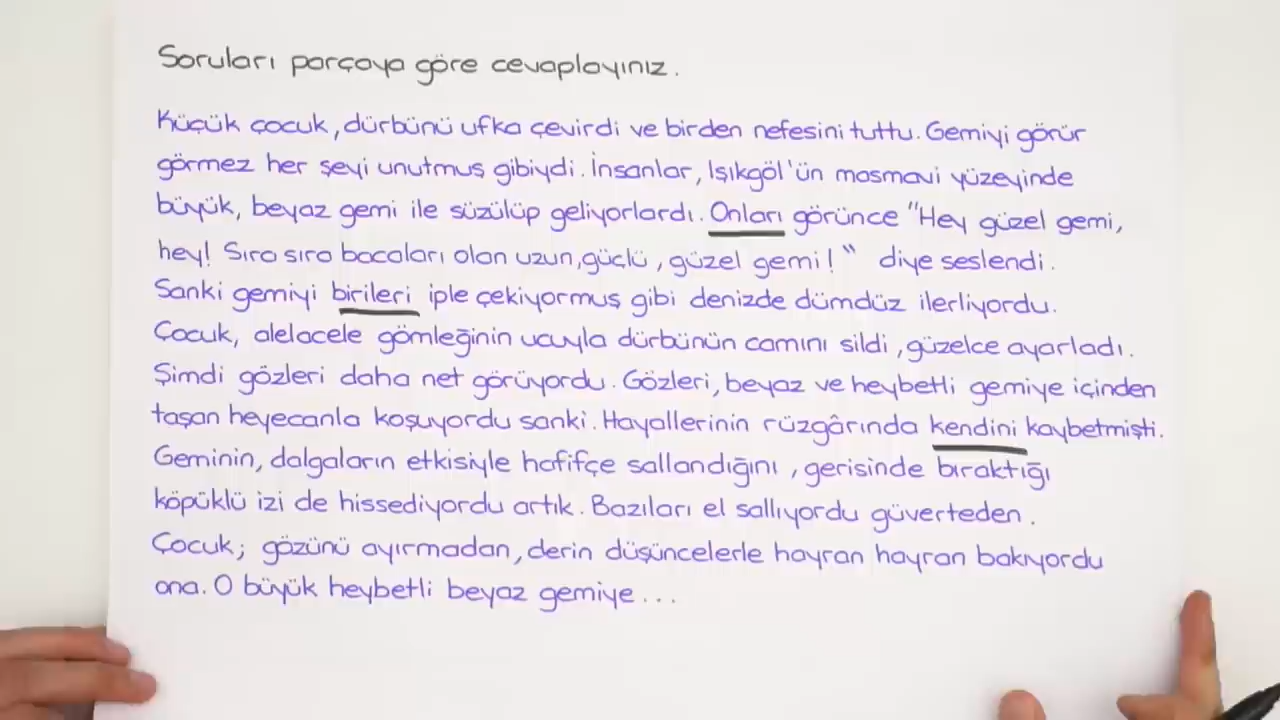 Soruları parçaya göre cevaplayınız.
Küçük çocuk, dürbünü ufka çevirdi ve birden nefesini tuttu. Gemiyi görür
görmez her şeyi unutmuş gibiydi. İnsanlar, Işıkgöl'ün masmavi yüzeyinde
büyük, beyaz gemi ile süzülüp geliyorlardı. Onları görünce "Hey güzel gemi,
hey! Sıra sıra bacaları olan uzun, güçlü, güzel gemi!" diye seslendi.
Sanki gemiyi birileri iple çekiyormuş gibi denizde dümdüz ilerliyordu.
Çocuk, alelacele gömleğinin ucuyla dürbünün camını sildi, güzelce ayarladı.
Şimdi gözleri daha net görüyordu. Gözleri, beyaz ve heybetli gemiye içinden
taşan heyecanla koşuyordu sanki. Hayallerinin rüzgârında kendini kaybetmişti.
Geminin, dalgaların etkisiyle hafifçe sallandığını, gerisinde bıraktığı
köpüklü izi de hissediyordu artık. Bazıları el sallıyordu güverteden.
Çocuk; gözünü ayırmadan, derin düşüncelerle hayran hayran bakıyordu
ona. O büyük heybetli beyaz gemiye...